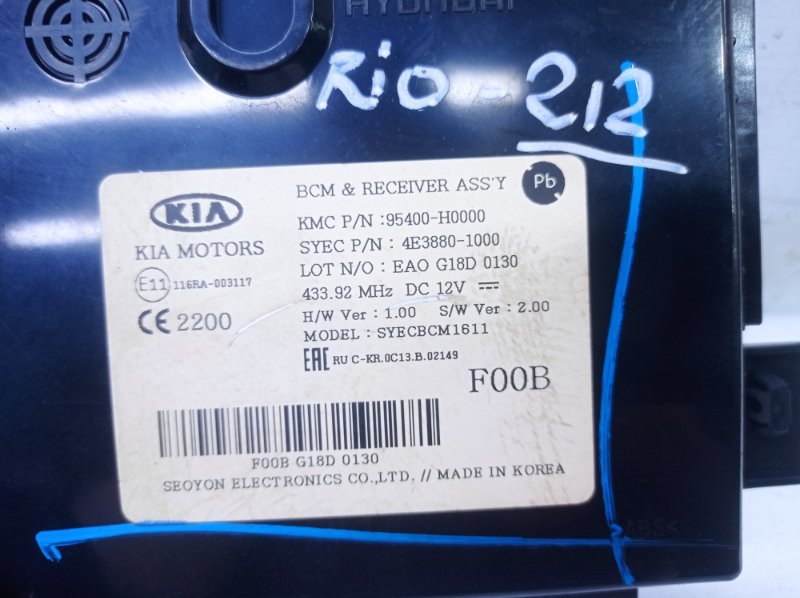 HYUNDAI
RIO-212
KIA
KIA MOTORS
E11 116RA-003117
CE 2200
BCM & RECEIVER ASS'Y
Pb
KMC P/N : 95400-H0000
SYEC P/N : 4E3880-1000
LOT N/O : EAO G18D 0130
433.92 MHz DC 12V
H/W Ver : 1.00 S/W Ver : 2.00
MODEL : SYECBCM1611
EAC RU C-KR.0C13.B.02149
F00B
F00B G18D 0130
SEOYON ELECTRONICS CO.,LTD. // MADE IN KOREA
>ABS<